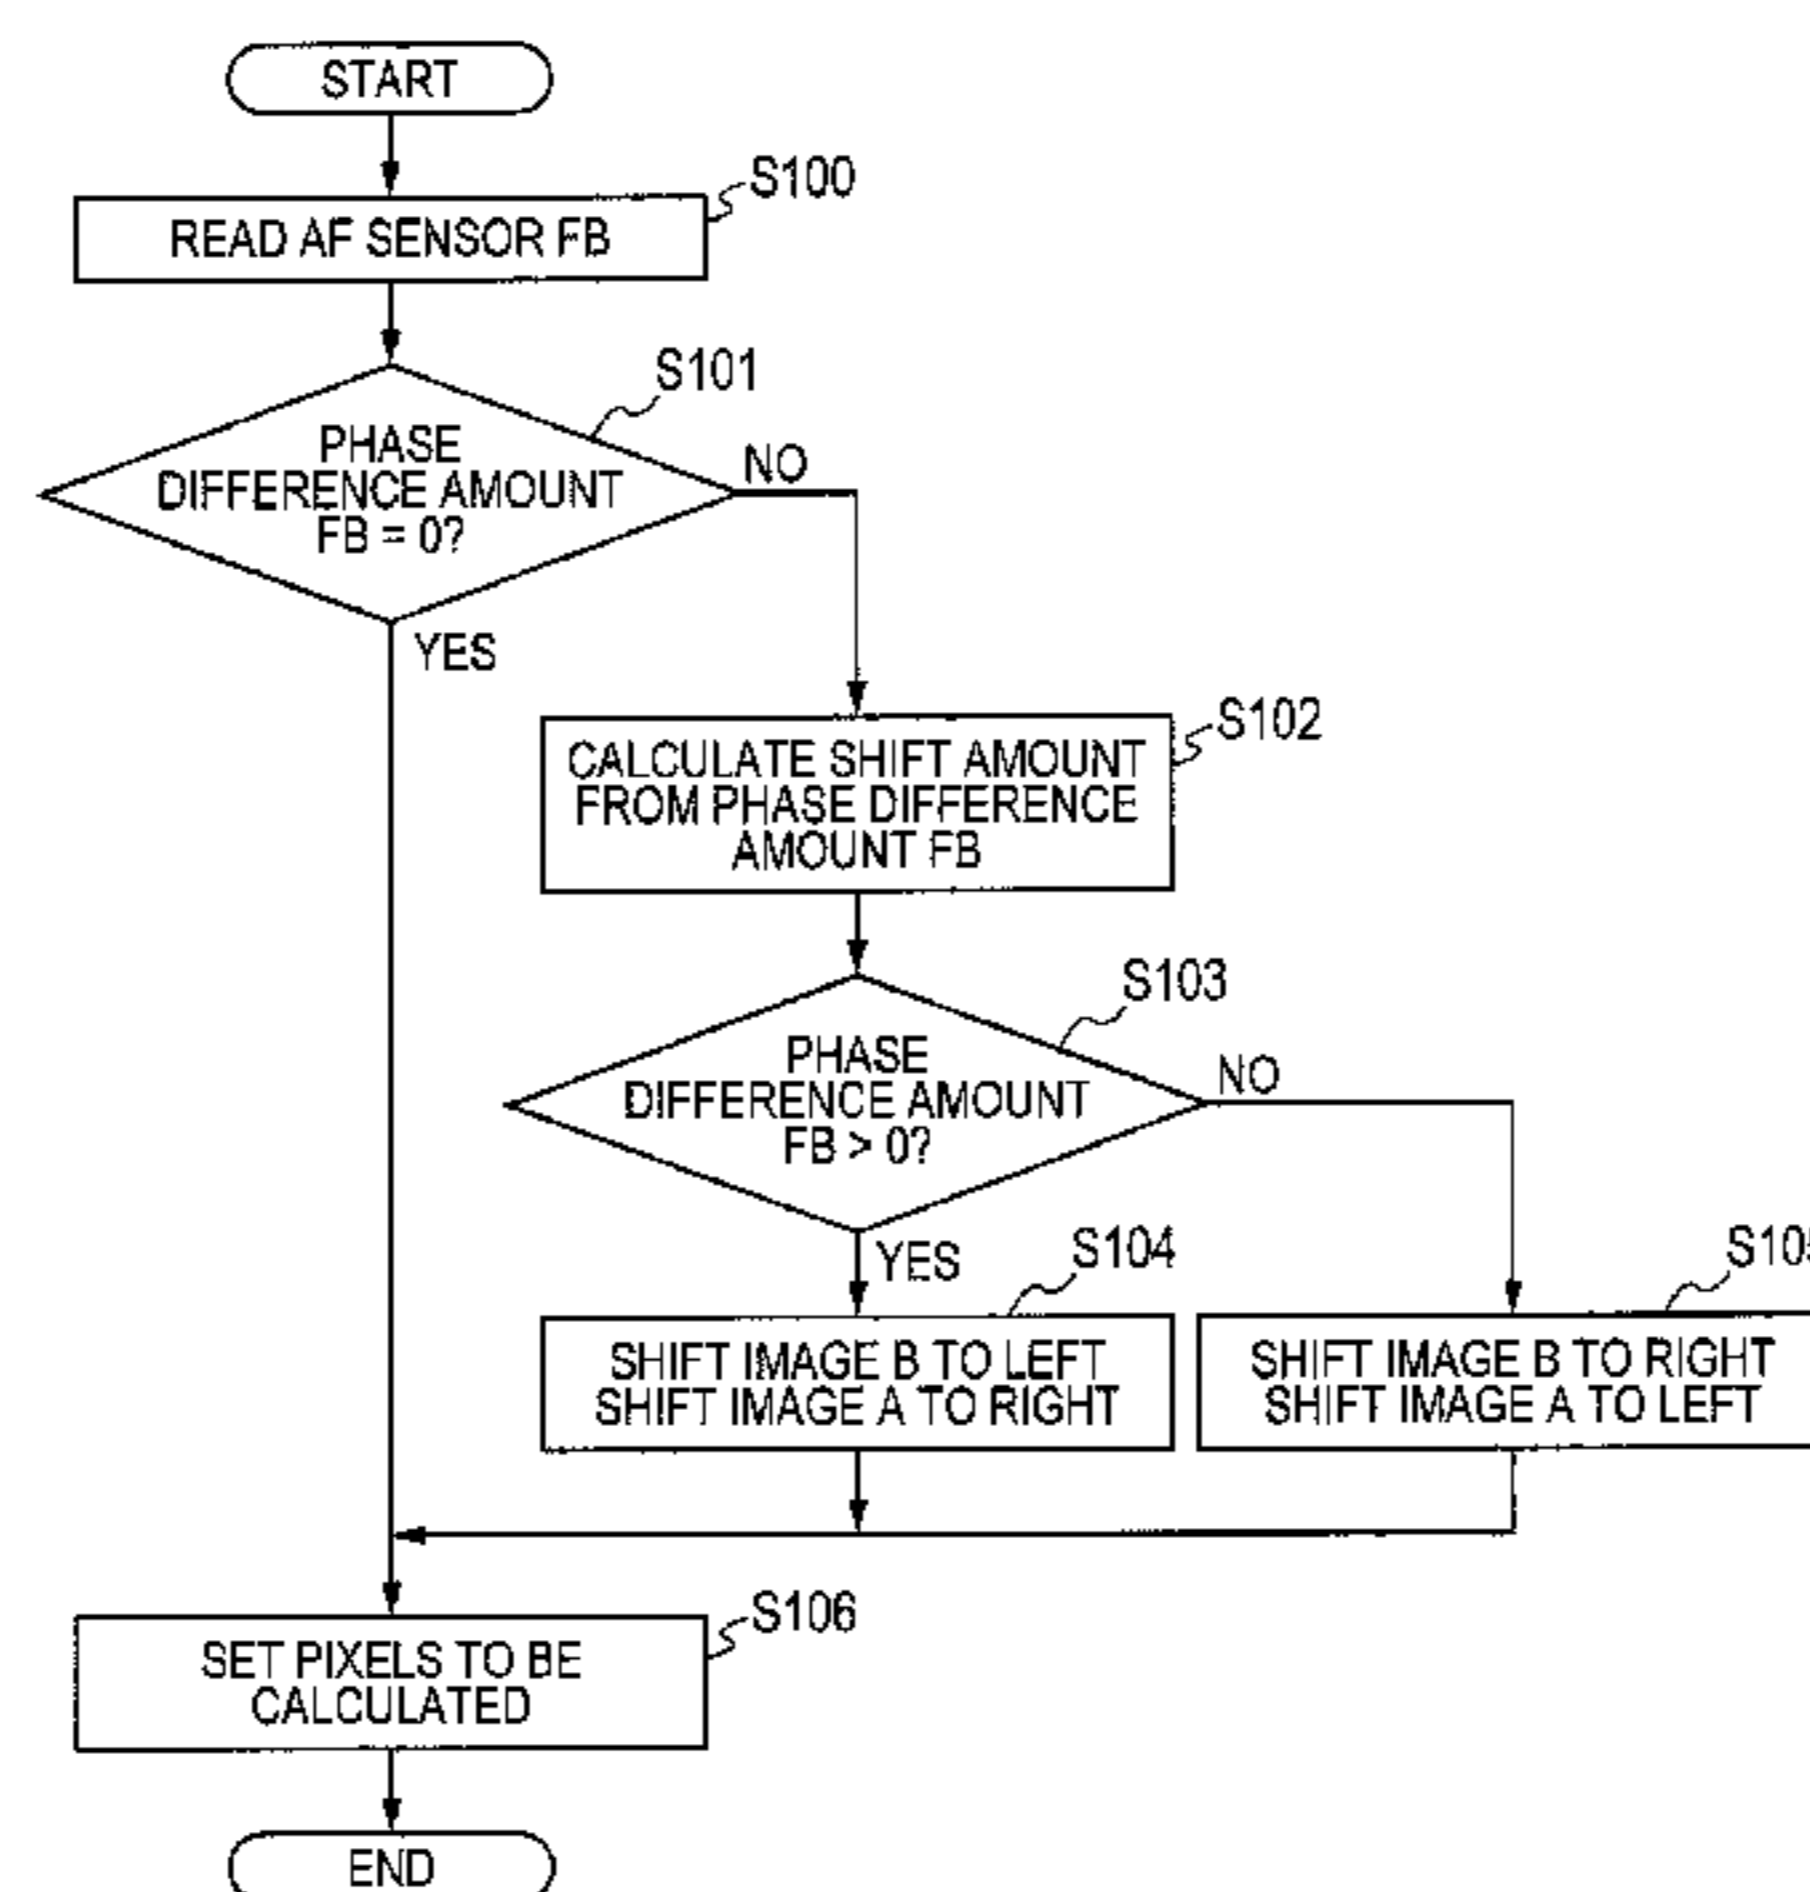 START
S100
READ AF SENSOR FB
S101
PHASE
DIFFERENCE AMOUNT
FB = 0?
NO
YES
S102
CALCULATE SHIFT AMOUNT
FROM PHASE DIFFERENCE
AMOUNT FB
S103
PHASE
DIFFERENCE AMOUNT
FB > 0?
NO
YES
S104
SHIFT IMAGE B TO LEFT
SHIFT IMAGE A TO RIGHT
S105
SHIFT IMAGE B TO RIGHT
SHIFT IMAGE A TO LEFT
S106
SET PIXELS TO BE
CALCULATED
END